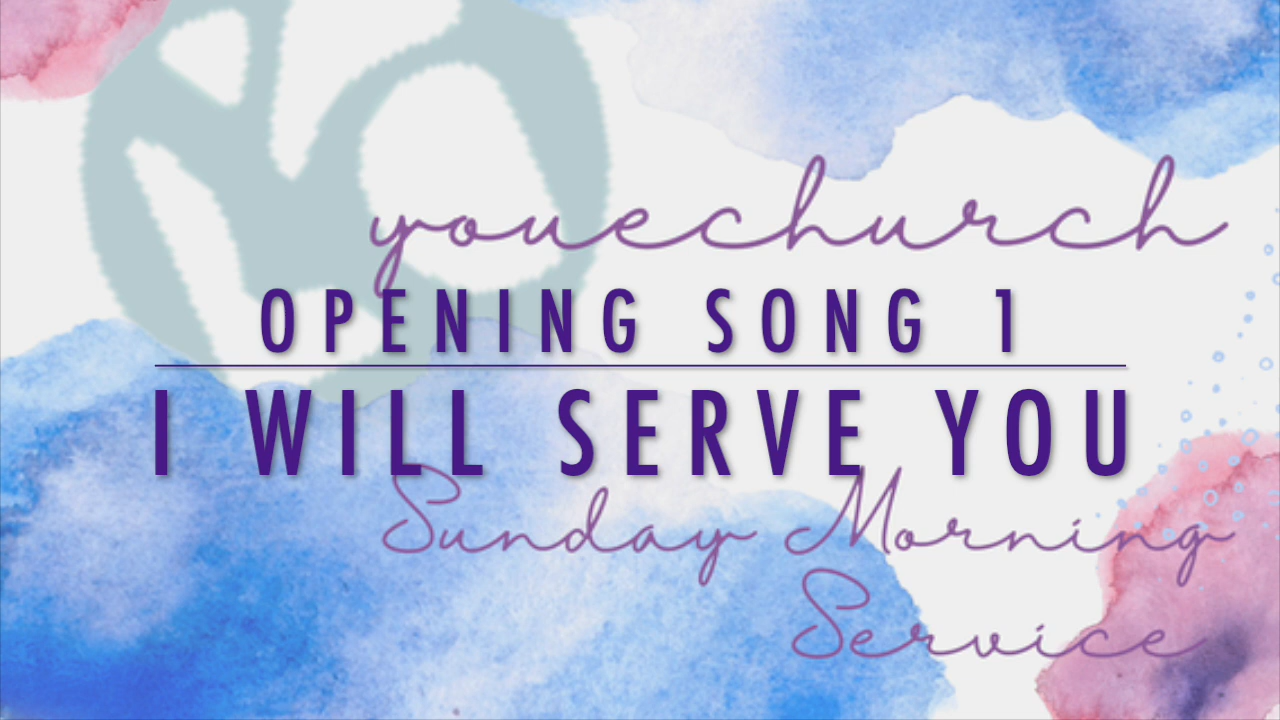 youechurch
OPENING SONG 1
I WILL SERVE YOU
Sunday Morning
Service